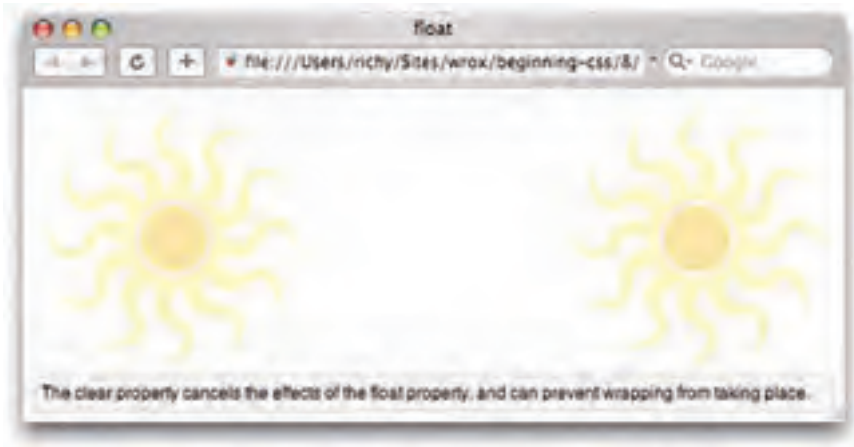 float
file:///Users/richy/Sites/wrox/beginning-css/8/
Google
The clear property cancels the effects of the float property, and can prevent wrapping from taking place.